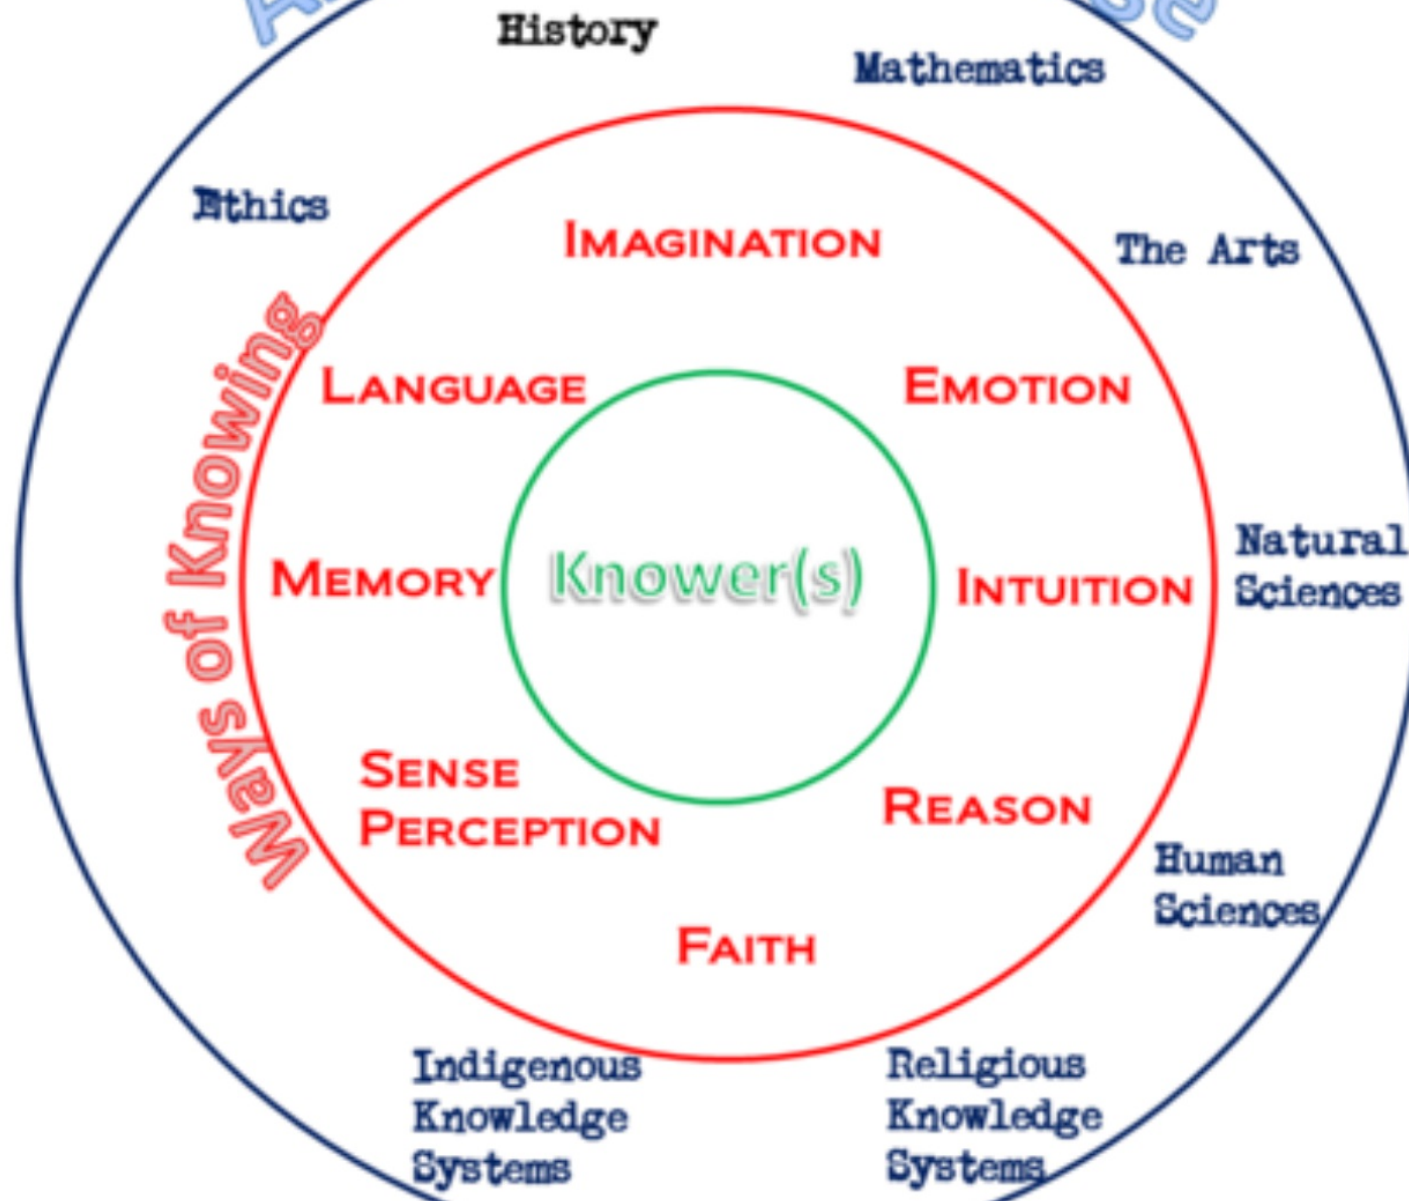 History
Mathematics
Ethics
The Arts
IMAGINATION
LANGUAGE
EMOTION
Ways of Knowing
MEMORY
Knower(s)
INTUITION
Natural
Sciences
SENSE
PERCEPTION
REASON
Human
Sciences
FAITH
Indigenous
Knowledge
Systems
Religious
Knowledge
Systems